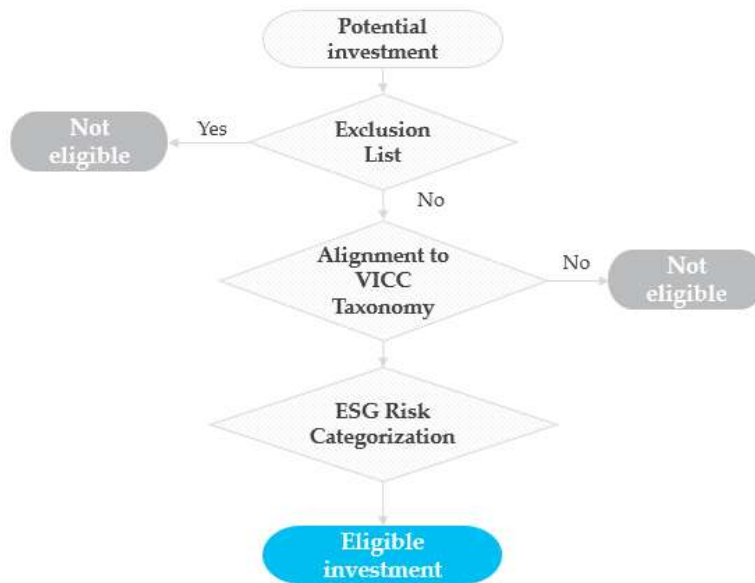 Potential
investment
Not
eligible
Yes
Exclusion
List
No
Alignment to
VICC
Taxonomy
No
Not
eligible
ESG Risk
Categorization
Eligible
investment